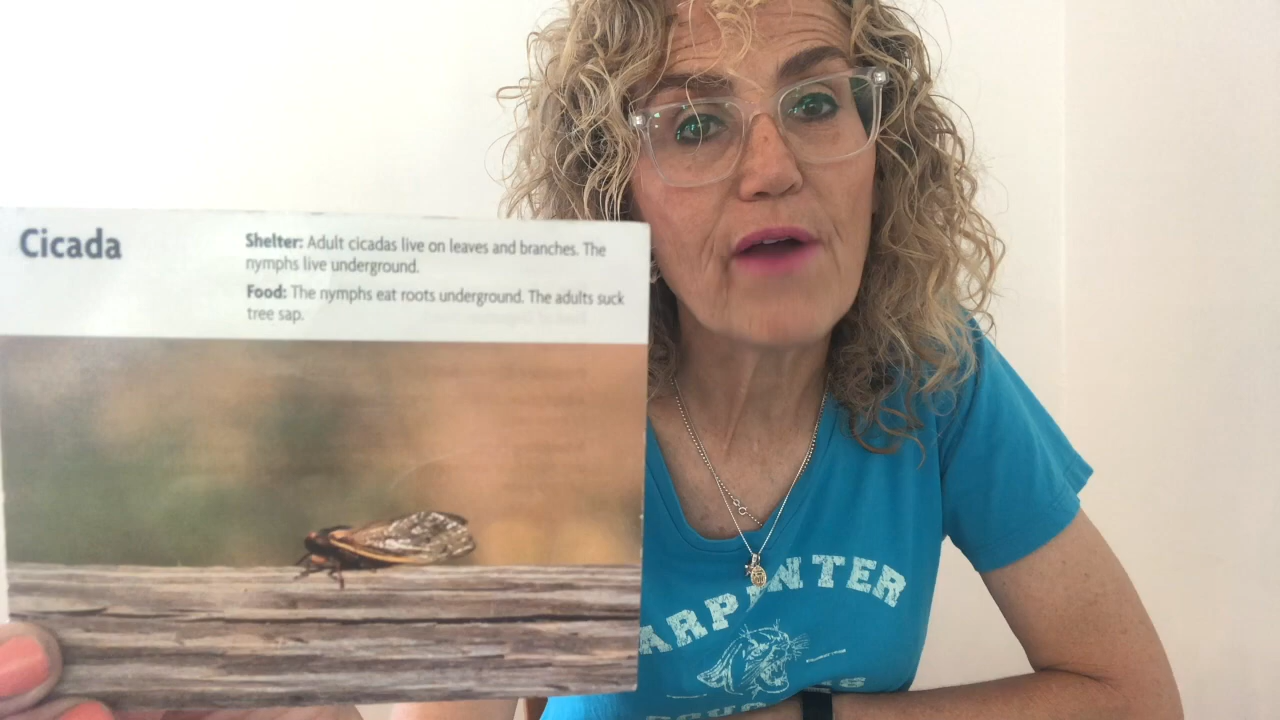 Cicada
Shelter: Adult cicadas live on leaves and branches. The
nymphs live underground.
Food: The nymphs eat roots underground. The adults suck
tree sap.